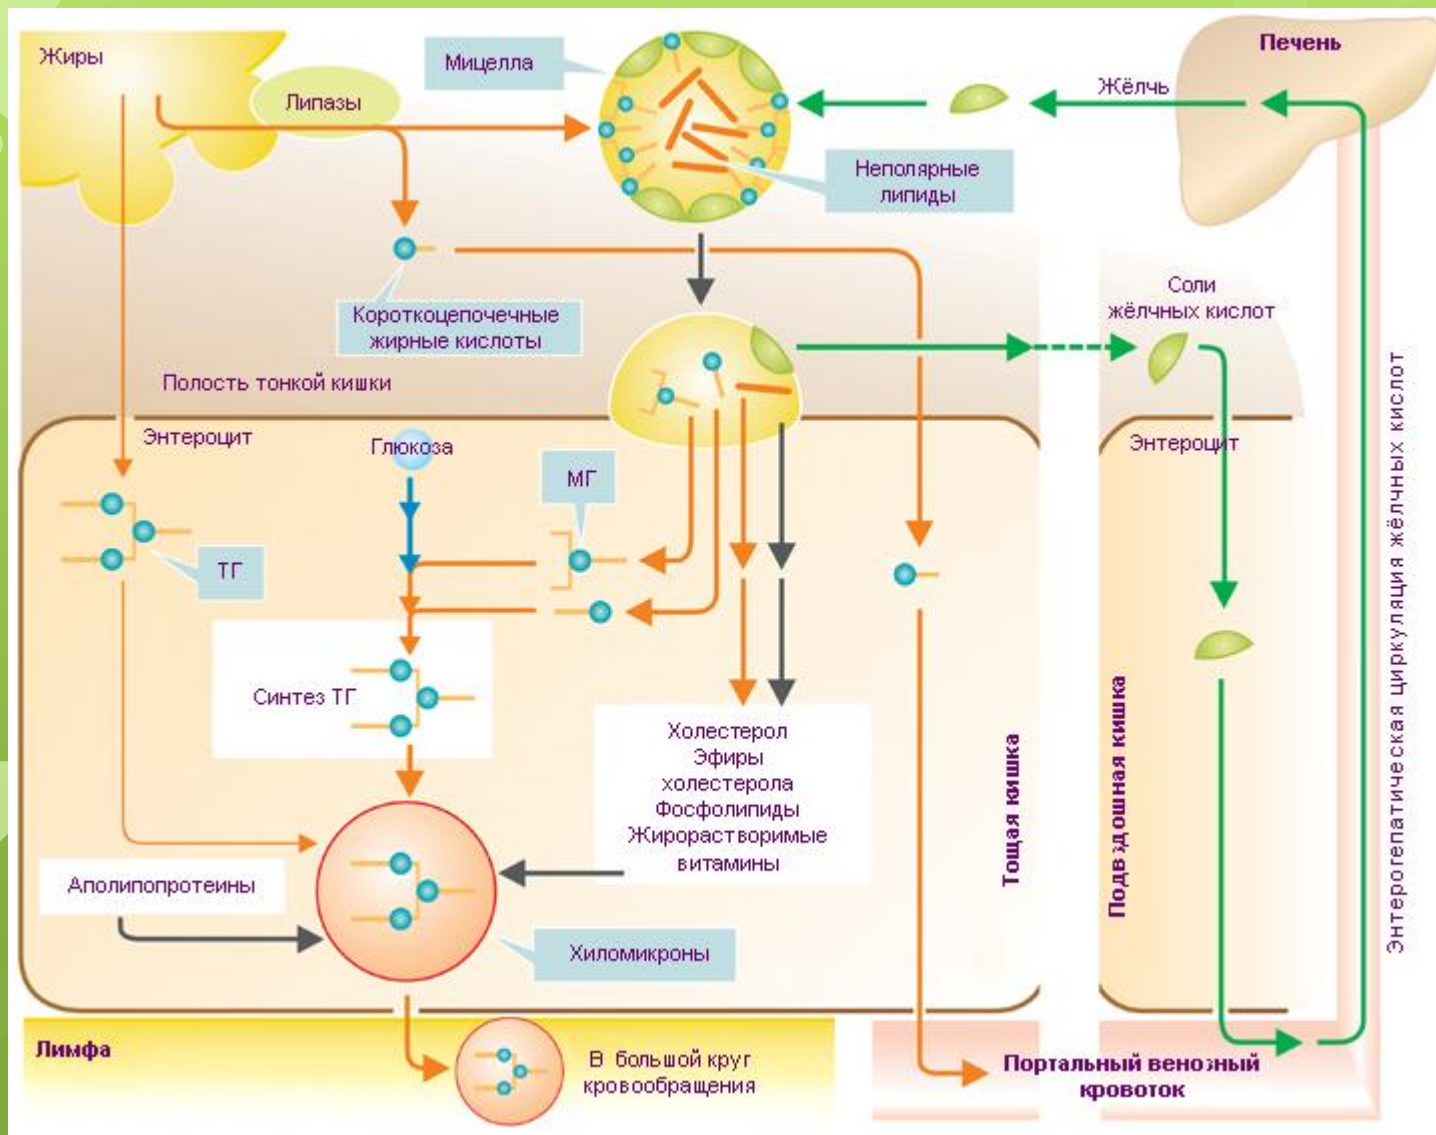 Жиры
Липазы
Мицелла
Жёлчь
Печень
Неполярные
липиды
Короткоцепочечные
жирные кислоты
Соли
жёлчных кислот
Полость тонкой кишки
Энтероцит
Глюкоза
МГ
ТГ
Энтероцит
Синтез ТГ
Холестерол
Эфиры
холестерола
Фосфолипиды
Жирорастворимые
витамины
Аполипопротеины
Хиломикроны
Тощая кишка
Подвздошная кишка
Энтерогепатическая циркуляция жёлчных кислот
Лимфа
В большой круг
кровообращения
Портальный венозный
кровоток